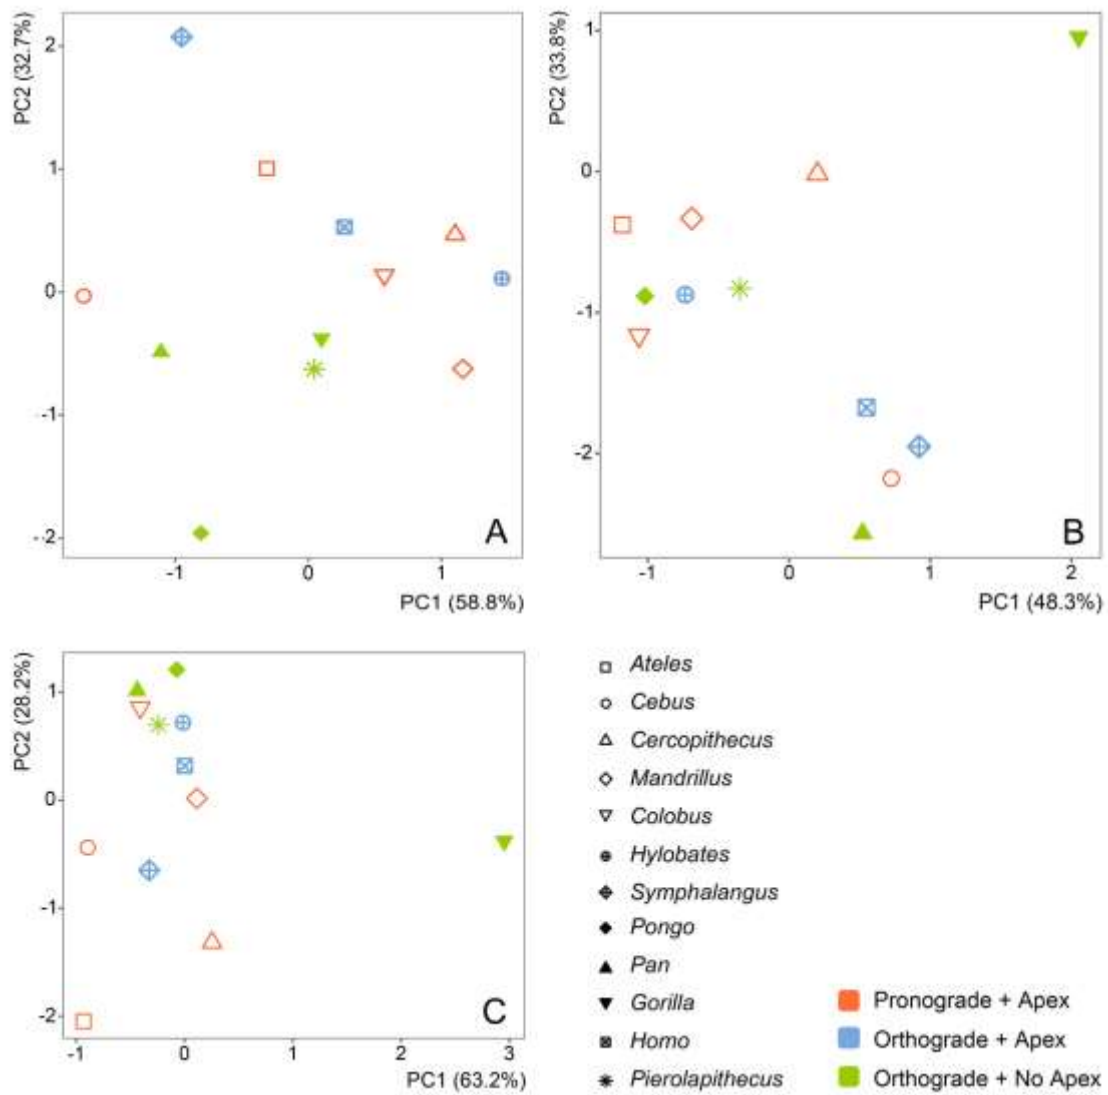 PC2 (32.7%)
2
1
0
-1
-2
-1
0
1
PC1 (58.8%)
A
PC2 (33.8%)
1
0
-1
-2
-1
0
1
2
PC1 (48.3%)
B
PC2 (28.2%)
1
0
-1
-2
-1
0
1
2
3
PC1 (63.2%)
C
Ateles
Cebus
Cercopithecus
Mandrillus
Colobus
Hylobates
Symphalangus
Pongo
Pan
Gorilla
Homo
Pierolapithecus
Pronograde + Apex
Orthograde + Apex
Orthograde + No Apex